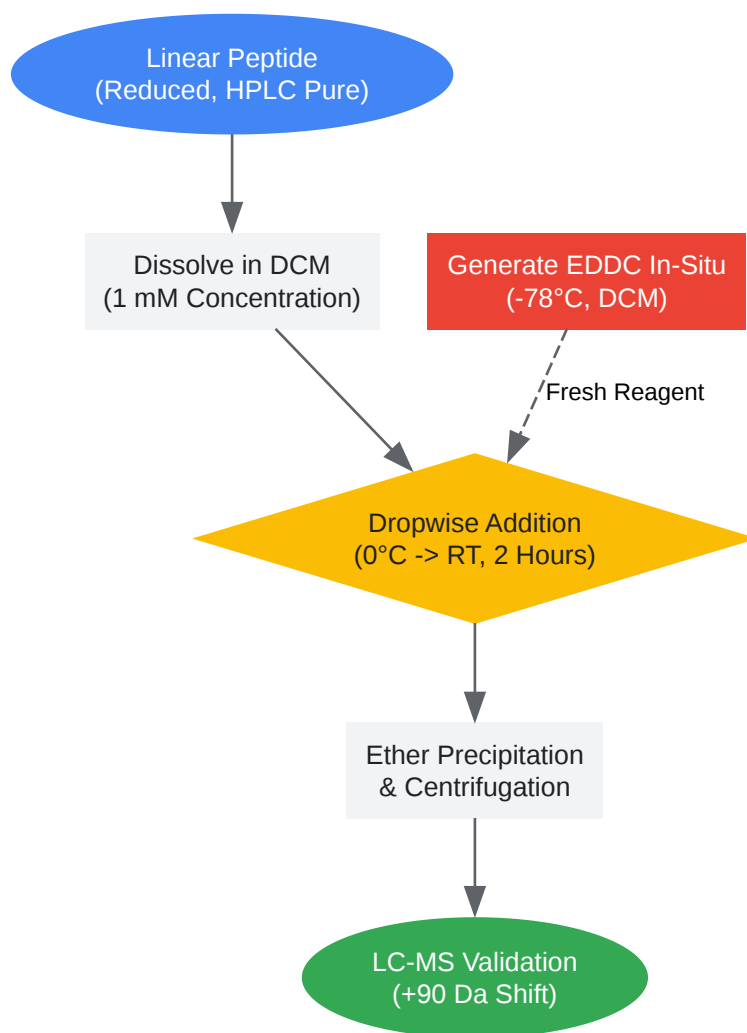 Linear Peptide
(Reduced, HPLC Pure)
Dissolve in DCM
(1 mM Concentration)
Generate EDDC In-Situ
(-78°C, DCM)
Fresh Reagent
Dropwise Addition
(0°C -> RT, 2 Hours)
Ether Precipitation
& Centrifugation
LC-MS Validation
(+90 Da Shift)